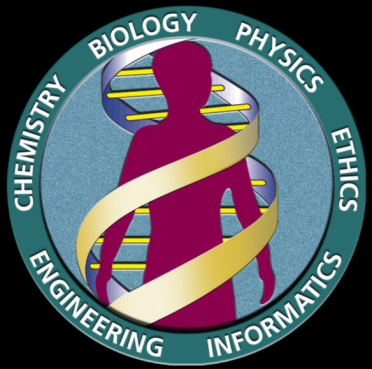 CHEMISTRY
BIOLOGY
PHYSICS
ETHICS
INFORMATICS
ENGINEERING